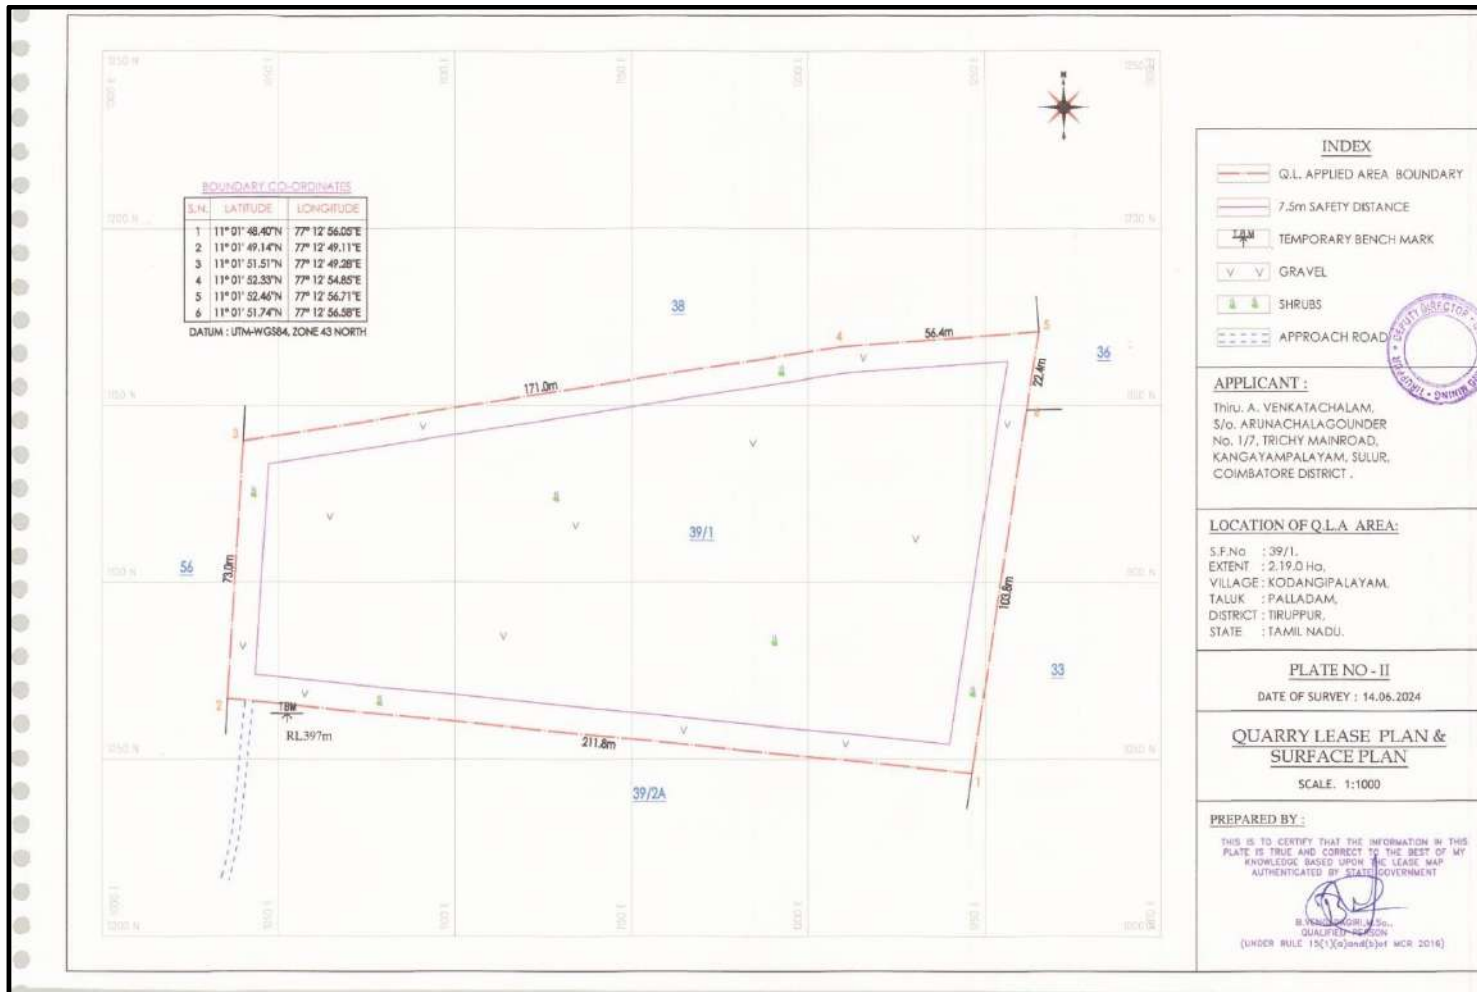 BOUNDARY CO-ORDINATES
S.N. LATITUDE LONGITUDE
1 11° 01' 48.40"N 77° 12' 56.05"E
2 11° 01' 49.14"N 77° 12' 49.11"E
3 11° 01' 51.51"N 77° 12' 49.28"E
4 11° 01' 52.33"N 77° 12' 54.85"E
5 11° 01' 52.46"N 77° 12' 56.71"E
6 11° 01' 51.74"N 77° 12' 56.58"E
DATUM : UTM-WGS84, ZONE 43 NORTH
N
38
4
56.4m
5
36
171.0m
22.4m
3
39/1
56
73.0m
103.8m
33
2
TBM
RL397m
211.8m
1
39/2A
INDEX
Q.L. APPLIED AREA BOUNDARY
7.5m SAFETY DISTANCE
T.B.M
TEMPORARY BENCH MARK
GRAVEL
SHRUBS
APPROACH ROAD
DEPUTY DIRECTOR
MINING
TIRUPPUR
APPLICANT :
Thiru. A. VENKATACHALAM,
S/o. ARUNACHALAGOUNDER
No. 1/7, TRICHY MAINROAD,
KANGAYAMPALAYAM, SULUR,
COIMBATORE DISTRICT .
LOCATION OF Q.L.A AREA:
S.F.No : 39/1.
EXTENT : 2.19.0 Ha,
VILLAGE : KODANGIPALAYAM,
TALUK : PALLADAM,
DISTRICT : TIRUPPUR,
STATE : TAMIL NADU.
PLATE NO - II
DATE OF SURVEY : 14.06.2024
QUARRY LEASE PLAN &
SURFACE PLAN
SCALE. 1:1000
PREPARED BY :
THIS IS TO CERTIFY THAT THE INFORMATION IN THIS
PLATE IS TRUE AND CORRECT TO THE BEST OF MY
KNOWLEDGE BASED UPON THE LEASE MAP
AUTHENTICATED BY STATE GOVERNMENT
QUALIFIED PERSON
(UNDER RULE 15(1)(a)and(b)of MCR 2016)